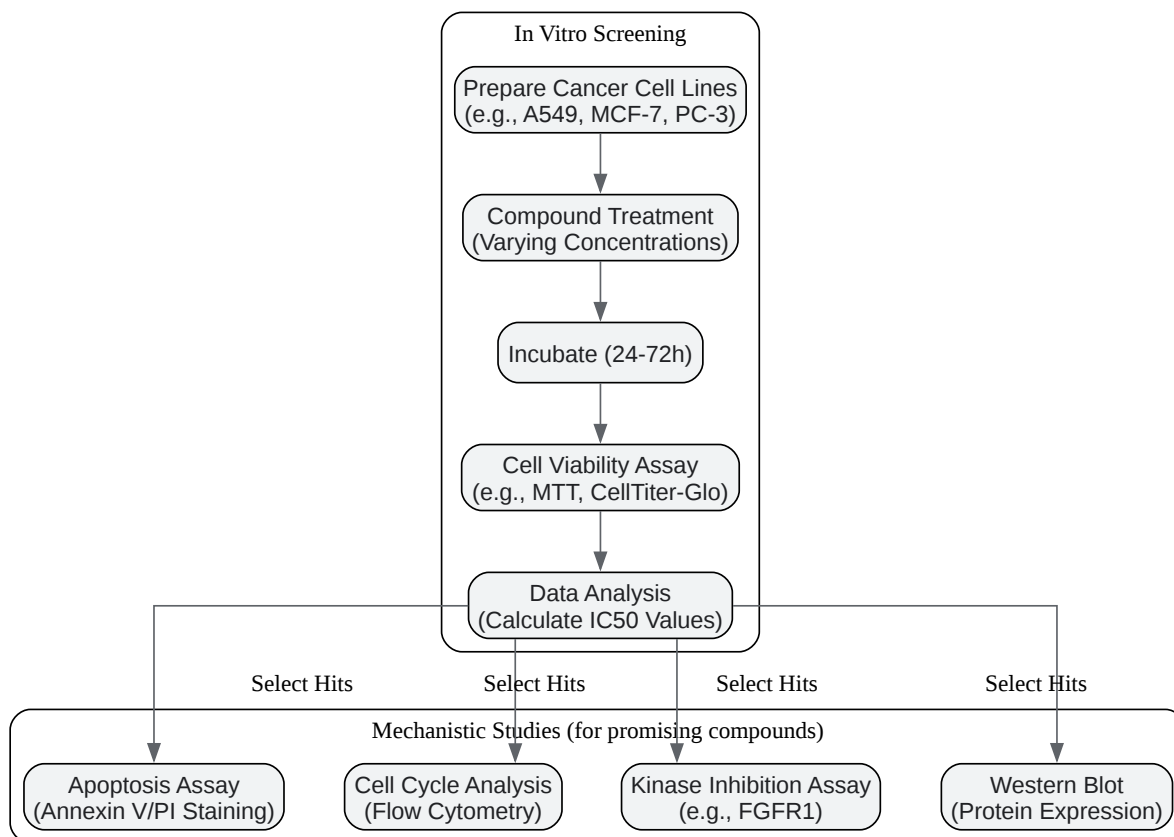 In Vitro Screening
Prepare Cancer Cell Lines
(e.g., A549, MCF-7, PC-3)
Compound Treatment
(Varying Concentrations)
Incubate (24-72h)
Cell Viability Assay
(e.g., MTT, CellTiter-Glo)
Data Analysis
(Calculate IC50 Values)
Select Hits
Select Hits
Select Hits
Select Hits
Mechanistic Studies (for promising compounds)
Apoptosis Assay
(Annexin V/PI Staining)
Cell Cycle Analysis
(Flow Cytometry)
Kinase Inhibition Assay
(e.g., FGFR1)
Western Blot
(Protein Expression)